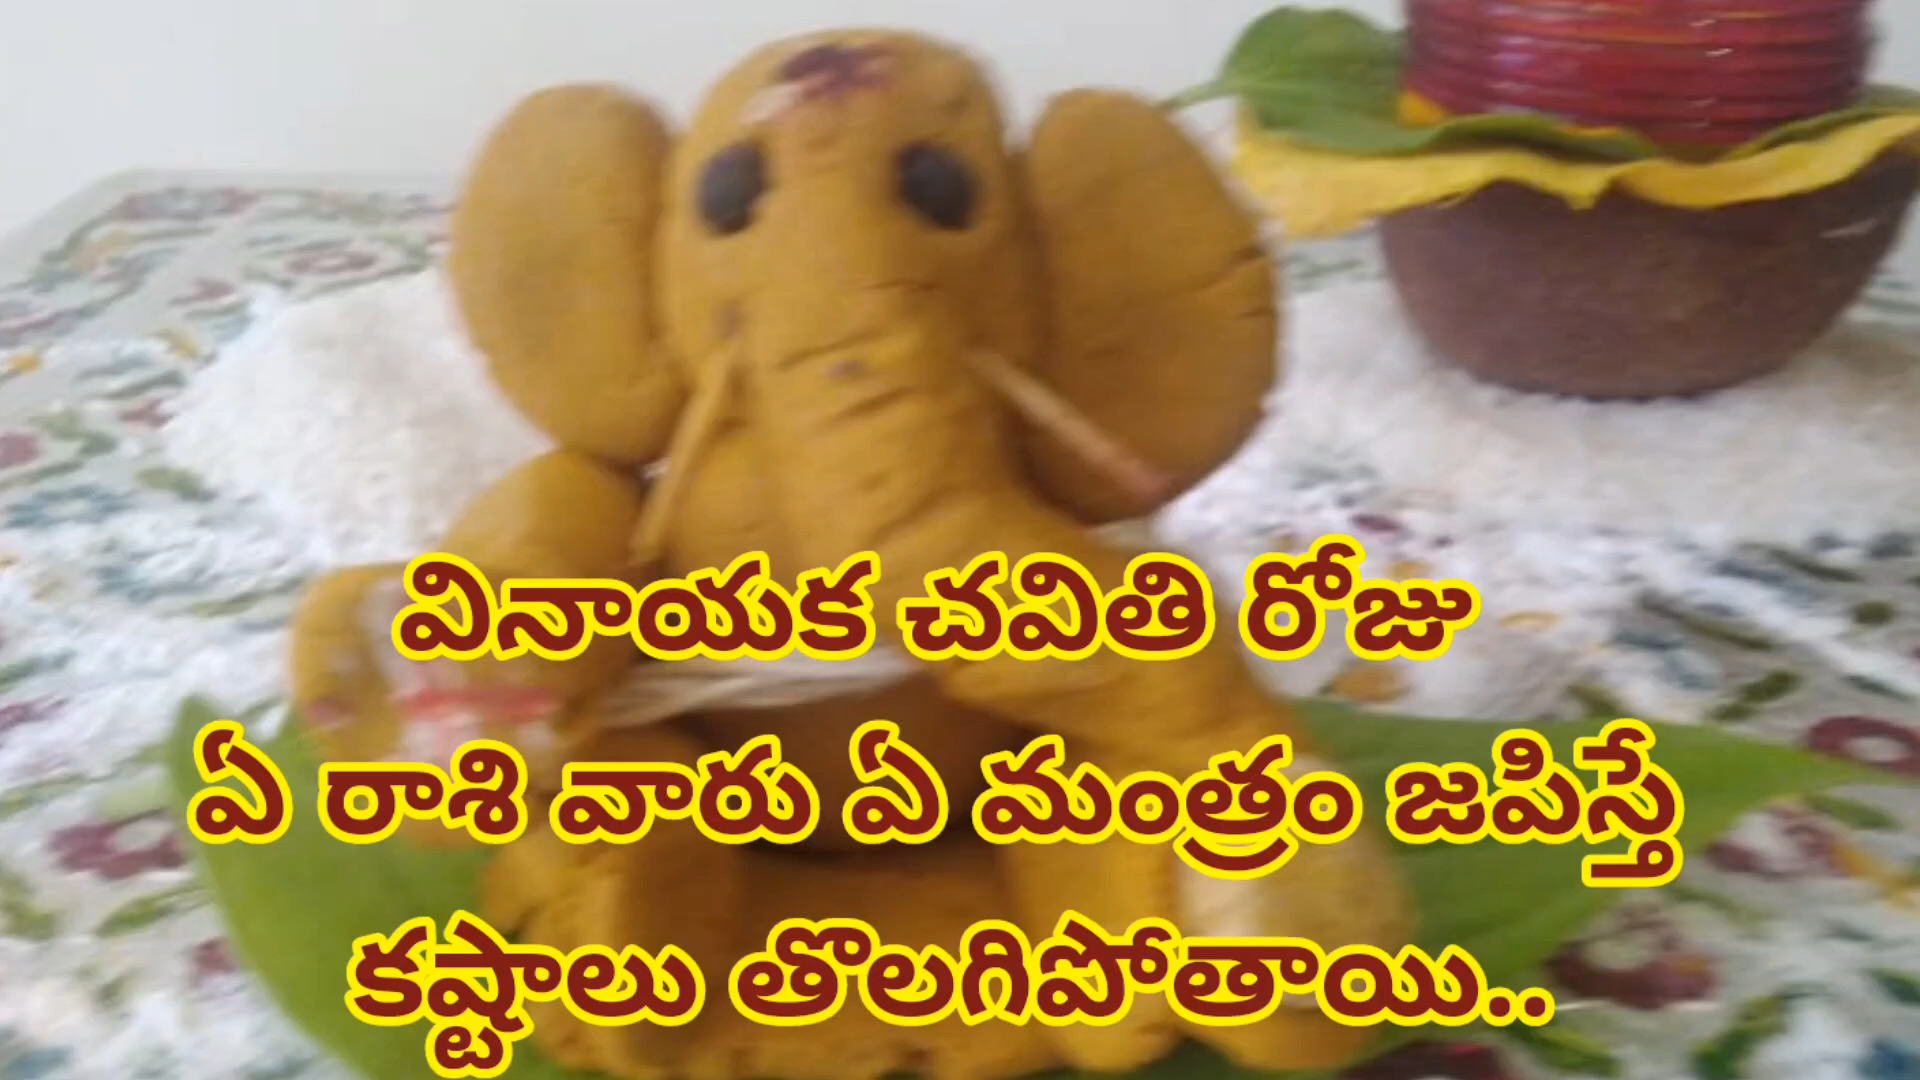 వినాయక చవితి రోజు
ఏ రాశి వారు ఏ మంత్రం జపిస్తే
కష్టాలు తొలగిపోతాయి..